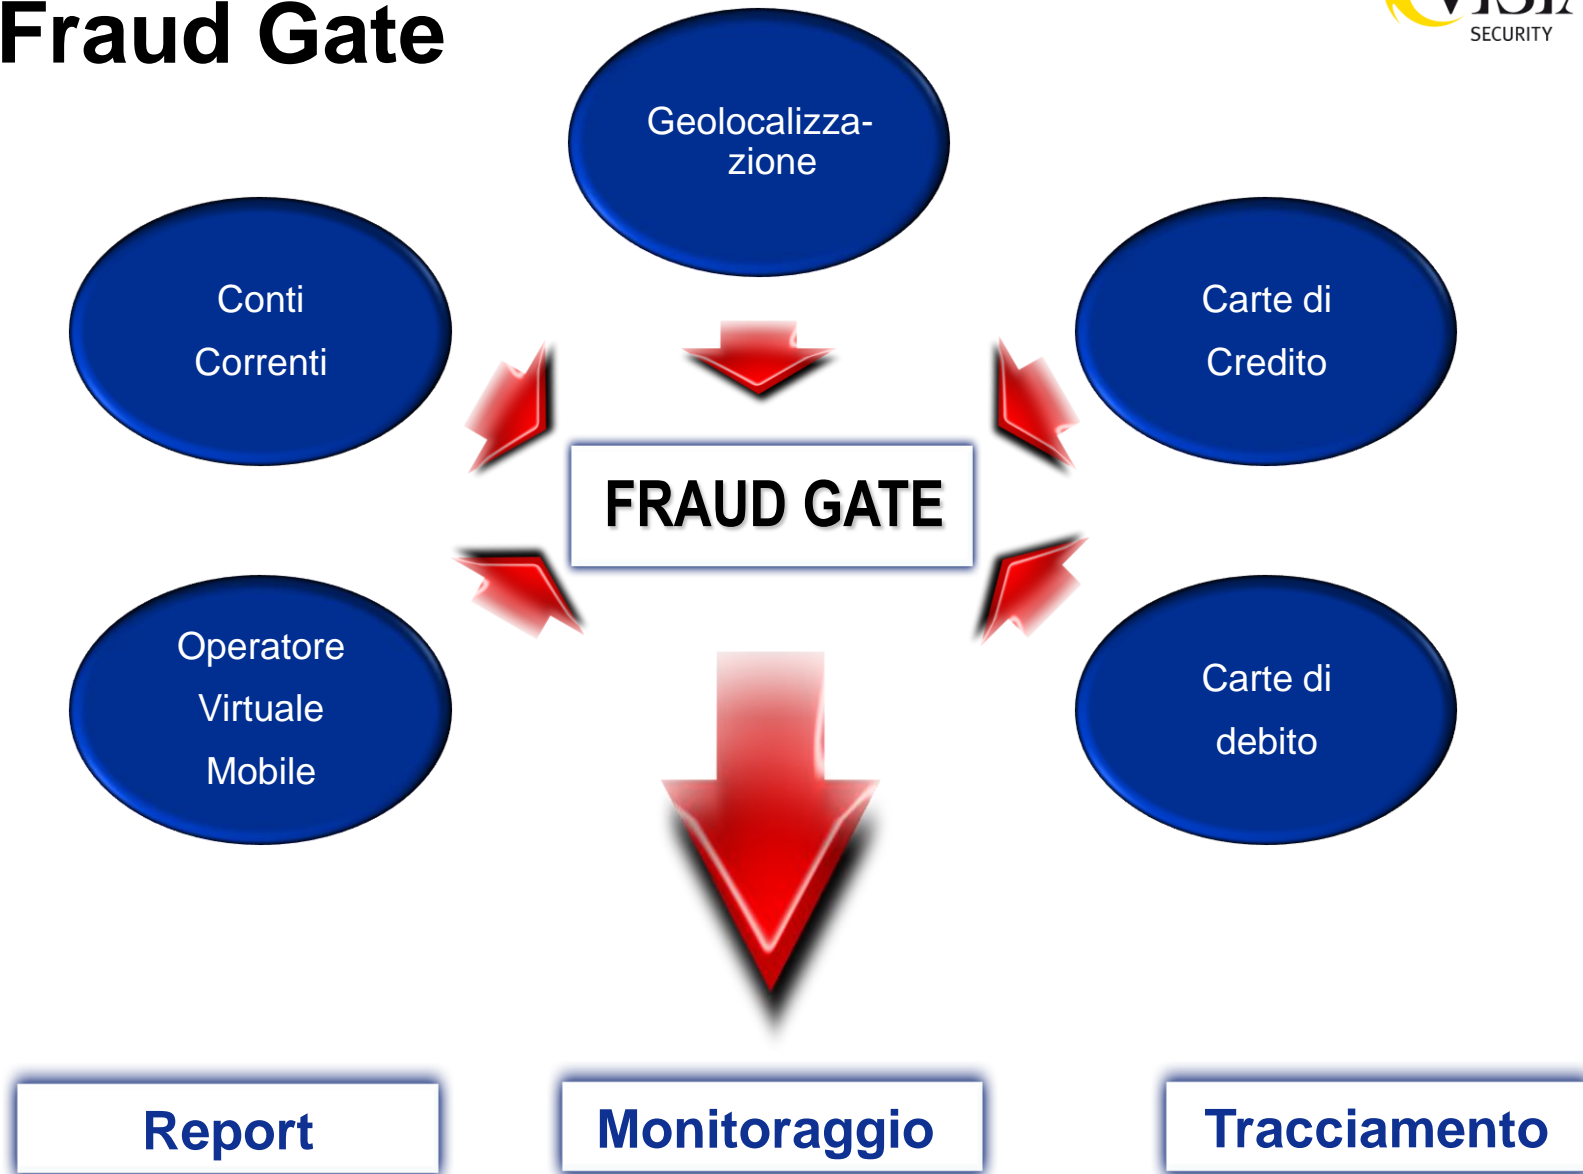 Fraud Gate
SECURITY
Geolocalizza-
zione
Conti
Correnti
Carte di
Credito
FRAUD GATE
Operatore
Virtuale
Mobile
Carte di
debito
Report
Monitoraggio
Tracciamento